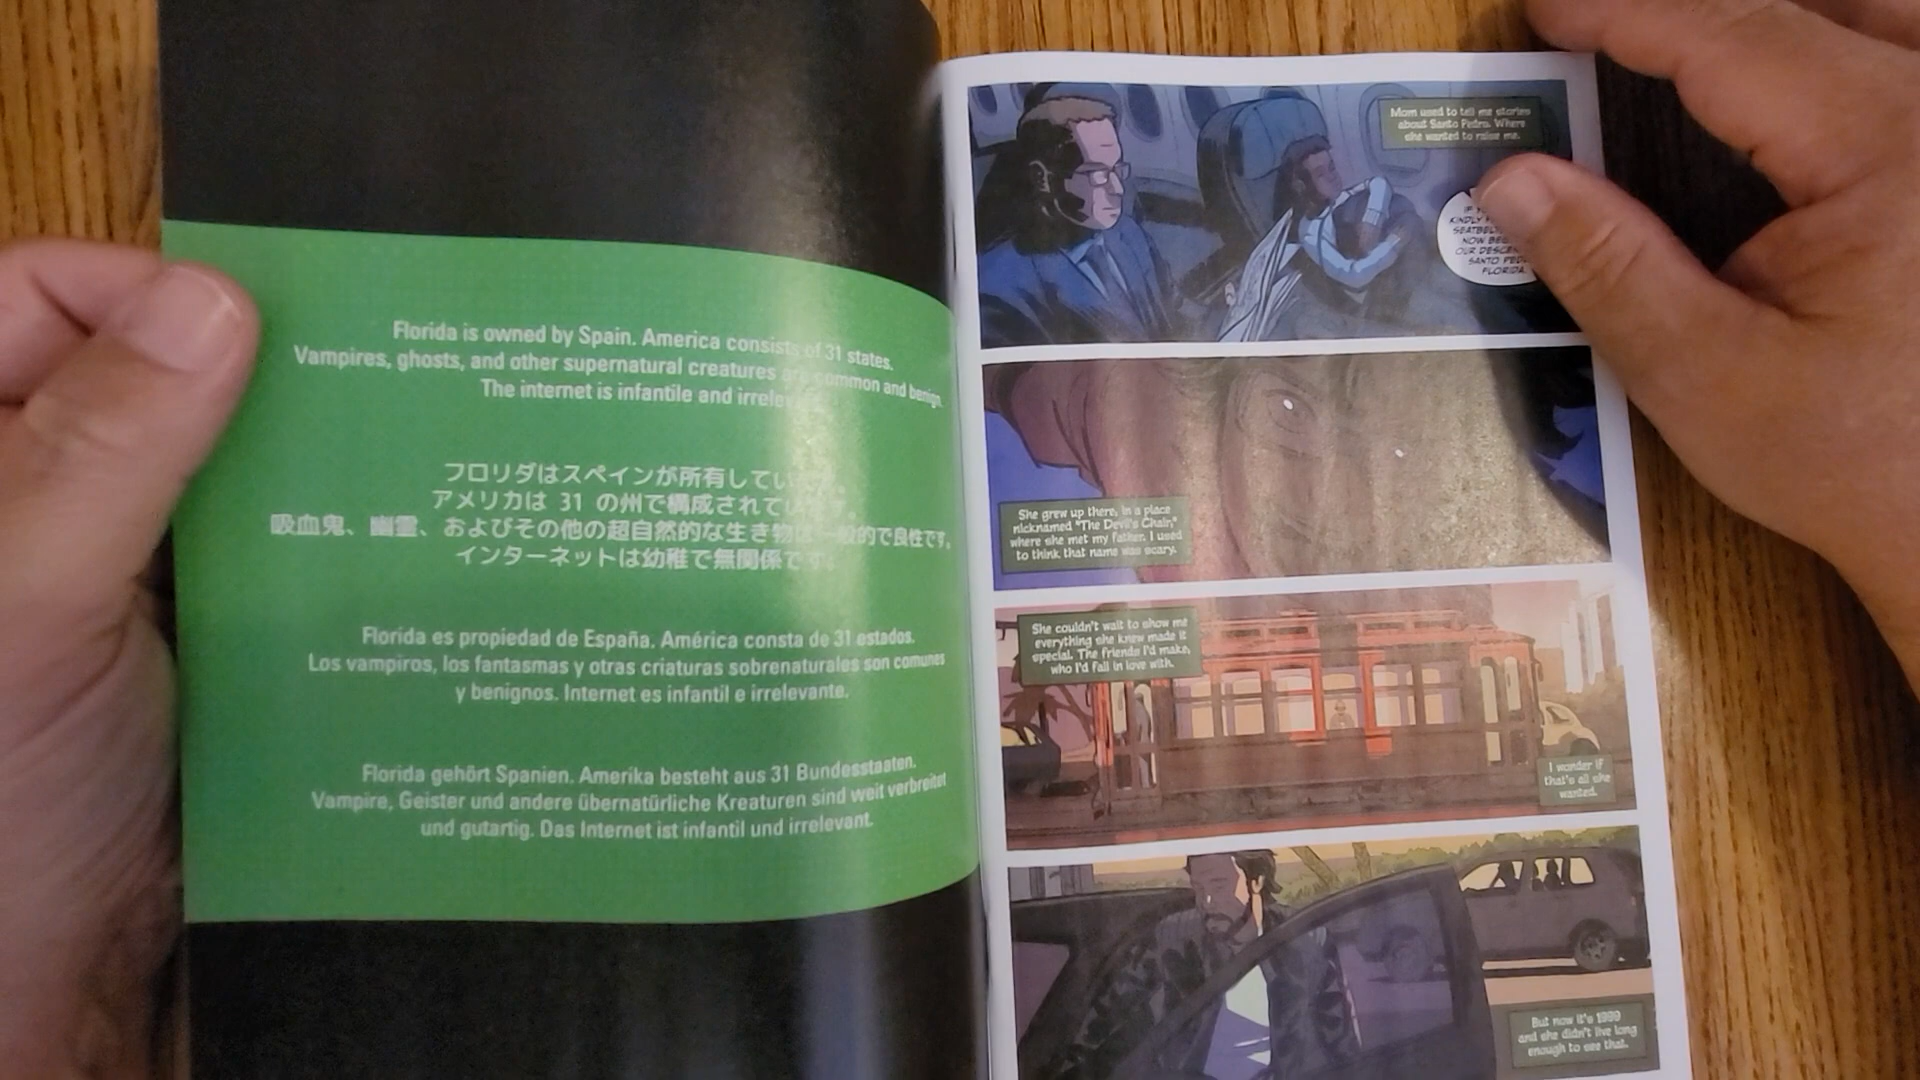 Florida is owned by Spain. America consists of 31 states.
Vampires, ghosts, and other supernatural creatures are common and benign.
The internet is infantile and
フロリダはスペインが所有してい
アメリカは 31 の州で構成されてい
吸血鬼、幽霊、およびその他の超自然的な生き物は一般的で良性です。
インターネットは幼稚で無関係です
Florida es propiedad de España. América consta de 31 estados.
Los vampiros, los fantasmas y otras criaturas sobrenaturales son comunes
y benignos. Internet es infantil e irrelevante.
Florida gehört Spanien. Amerika besteht aus 31 Bundesstaaten.
Vampire, Geister und andere übernatürliche Kreaturen sind weit verbreitet
und gutartig. Das Internet ist infantil und irrelevant.
Mom used to tell me stories
about Santo Pedro. Where
she wanted to raise me.
IF
KINDLY
NOW
OUR
SANTO
FLORIDA.
She grew up there, in a place
nicknamed "The Devil's Chair,"
where she met my father. I used
to think that name was scary.
She couldn't wait to show me
everything she knew made it
special. The friends I'd make,
who I'd fall in love with.
I wonder if
that's all she
wanted.
But now it's 1999
and she didn't live long
enough to see that.